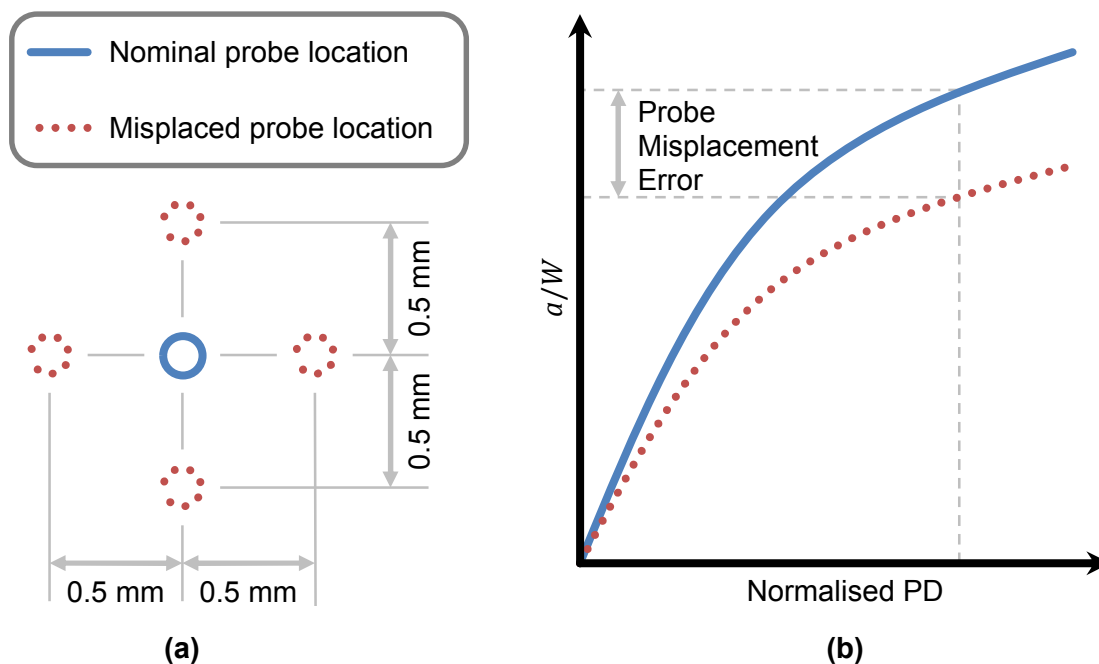 Nominal probe location
Misplaced probe location
0.5 mm
0.5 mm
0.5 mm
0.5 mm
(a)
Probe
Misplacement
Error
a/W
Normalised PD
(b)